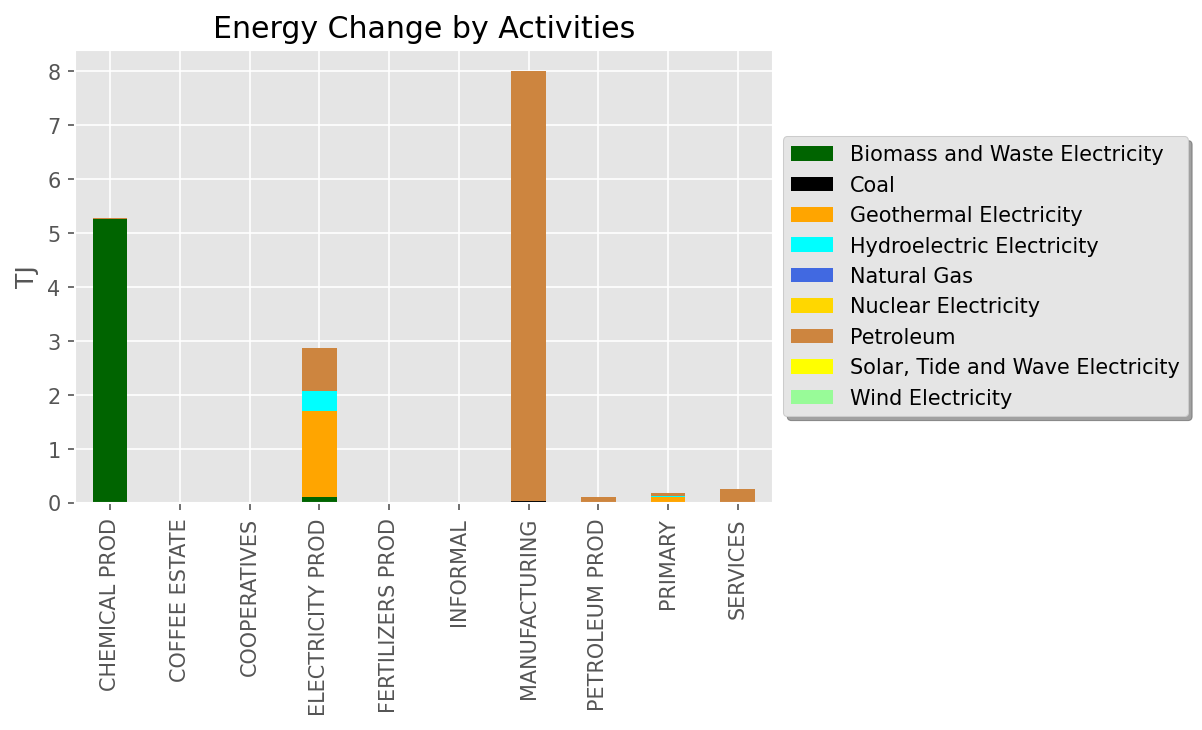 Energy Change by Activities
TJ
8
7
6
5
4
3
2
1
0
CHEMICAL PROD
COFFEE ESTATE
COOPERATIVES
ELECTRICITY PROD
FERTILIZERS PROD
INFORMAL
MANUFACTURING
PETROLEUM PROD
PRIMARY
SERVICES
Biomass and Waste Electricity
Coal
Geothermal Electricity
Hydroelectric Electricity
Natural Gas
Nuclear Electricity
Petroleum
Solar, Tide and Wave Electricity
Wind Electricity